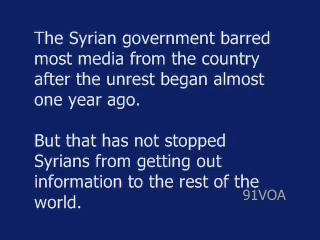 The Syrian government barred
most media from the country
after the unrest began almost
one year ago.
But that has not stopped
Syrians from getting out
information to the rest of the
world.
91VOA